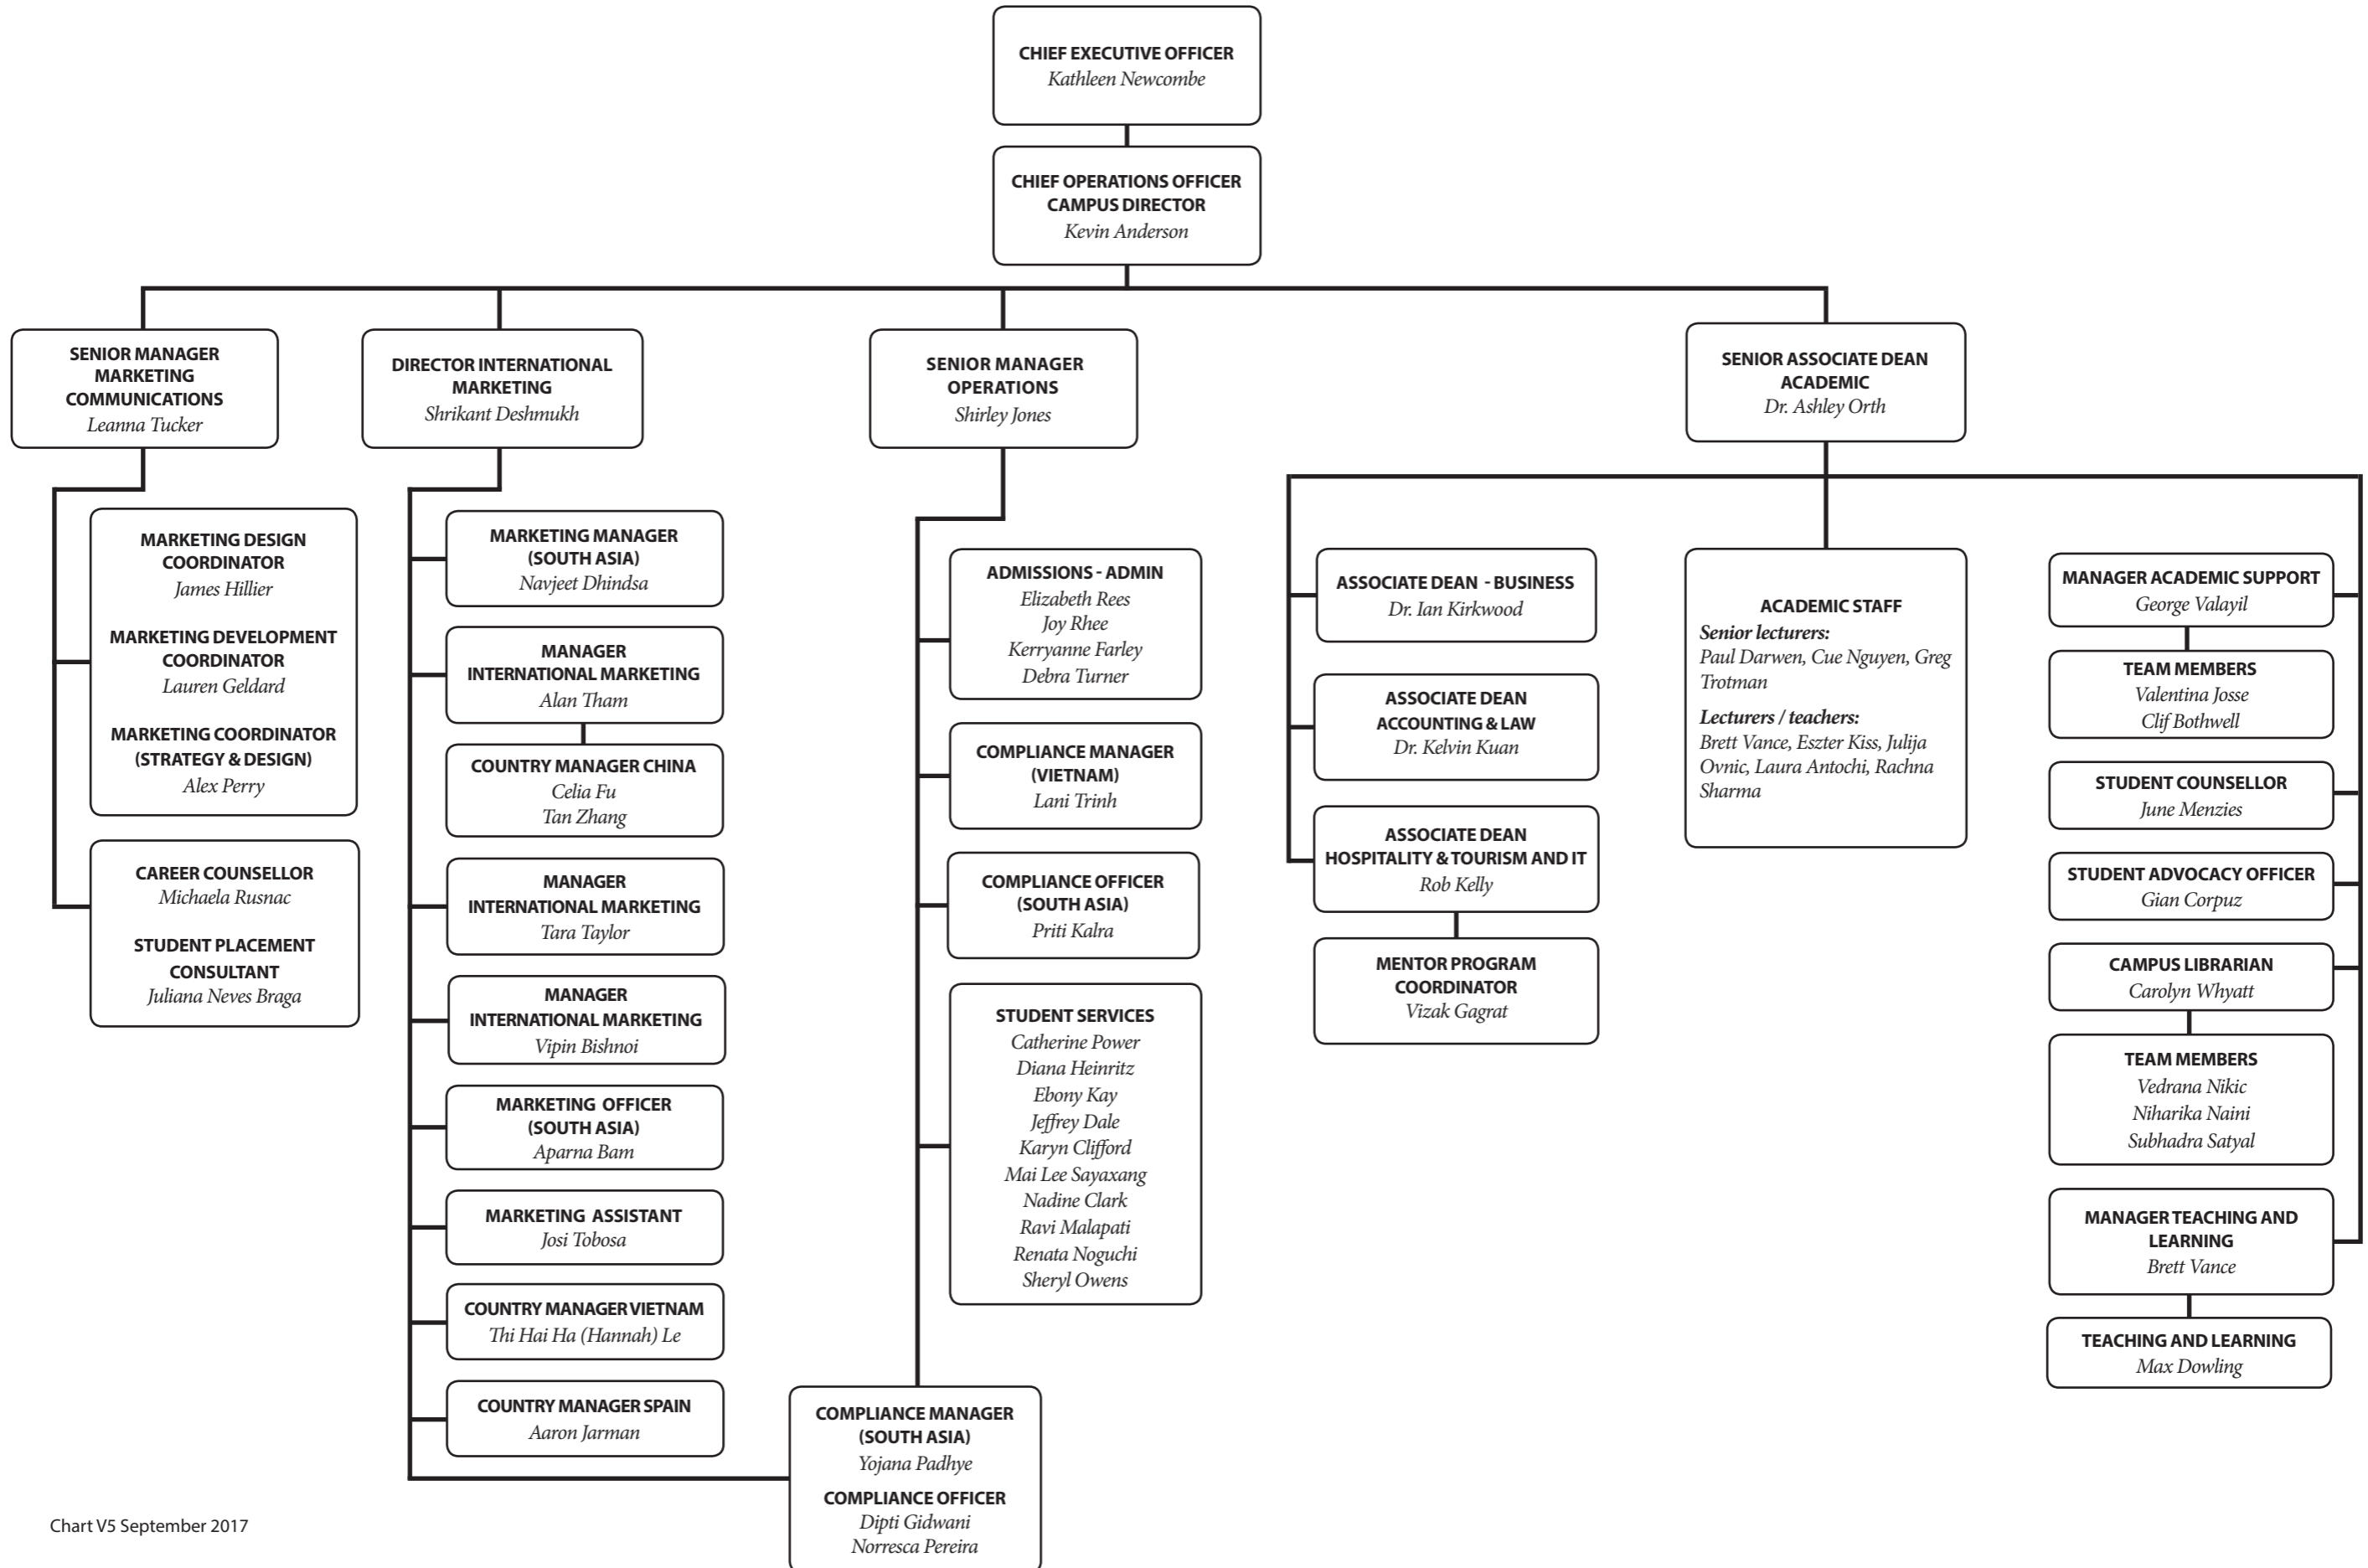 CHIEF EXECUTIVE OFFICER
Kathleen Newcombe
CHIEF OPERATIONS OFFICER
CAMPUS DIRECTOR
Kevin Anderson
SENIOR MANAGER
MARKETING
COMMUNICATIONS
Leanna Tucker
DIRECTOR INTERNATIONAL
MARKETING
Shrikant Deshmukh
SENIOR MANAGER
OPERATIONS
Shirley Jones
SENIOR ASSOCIATE DEAN
ACADEMIC
Dr. Ashley Orth
MARKETING DESIGN
COORDINATOR
James Hillier
MARKETING DEVELOPMENT
COORDINATOR
Lauren Geldard
MARKETING COORDINATOR
(STRATEGY & DESIGN)
Alex Perry
CAREER COUNSELLOR
Michaela Rusnac
STUDENT PLACEMENT
CONSULTANT
Juliana Neves Braga
MARKETING MANAGER
(SOUTH ASIA)
Navjeet Dhindsa
MANAGER
INTERNATIONAL MARKETING
Alan Tham
COUNTRY MANAGER CHINA
Celia Fu
Tan Zhang
MANAGER
INTERNATIONAL MARKETING
Tara Taylor
MANAGER
INTERNATIONAL MARKETING
Vipin Bishnoi
MARKETING OFFICER
(SOUTH ASIA)
Aparna Bam
MARKETING ASSISTANT
Josi Tobosa
COUNTRY MANAGER VIETNAM
Thi Hai Ha (Hannah) Le
COUNTRY MANAGER SPAIN
Aaron Jarman
ADMISSIONS - ADMIN
Elizabeth Rees
Joy Rhee
Kerryanne Farley
Debra Turner
COMPLIANCE MANAGER
(VIETNAM)
Lani Trinh
COMPLIANCE OFFICER
(SOUTH ASIA)
Priti Kalra
STUDENT SERVICES
Catherine Power
Diana Heinritz
Ebony Kay
Jeffrey Dale
Karyn Clifford
Mai Lee Sayaxang
Nadine Clark
Ravi Malapati
Renata Noguchi
Sheryl Owens
COMPLIANCE MANAGER
(SOUTH ASIA)
Yojana Padhye
COMPLIANCE OFFICER
Dipti Gidwani
Norresca Pereira
ASSOCIATE DEAN - BUSINESS
Dr. Ian Kirkwood
ASSOCIATE DEAN
ACCOUNTING & LAW
Dr. Kelvin Kuan
ASSOCIATE DEAN
HOSPITALITY & TOURISM AND IT
Rob Kelly
MENTOR PROGRAM
COORDINATOR
Vizak Gagrat
ACADEMIC STAFF
Senior lecturers:
Paul Darwen, Cue Nguyen, Greg
Trotman
Lecturers / teachers:
Brett Vance, Eszter Kiss, Julija
Ovnic, Laura Antochi, Rachna
Sharma
MANAGER ACADEMIC SUPPORT
George Valayil
TEAM MEMBERS
Valentina Josse
Clif Bothwell
STUDENT COUNSELLOR
June Menzies
STUDENT ADVOCACY OFFICER
Gian Corpuz
CAMPUS LIBRARIAN
Carolyn Whyatt
TEAM MEMBERS
Vedrana Nikic
Niharika Naini
Subhadra Satyal
MANAGER TEACHING AND
LEARNING
Brett Vance
TEACHING AND LEARNING
Max Dowling
Chart V5 September 2017